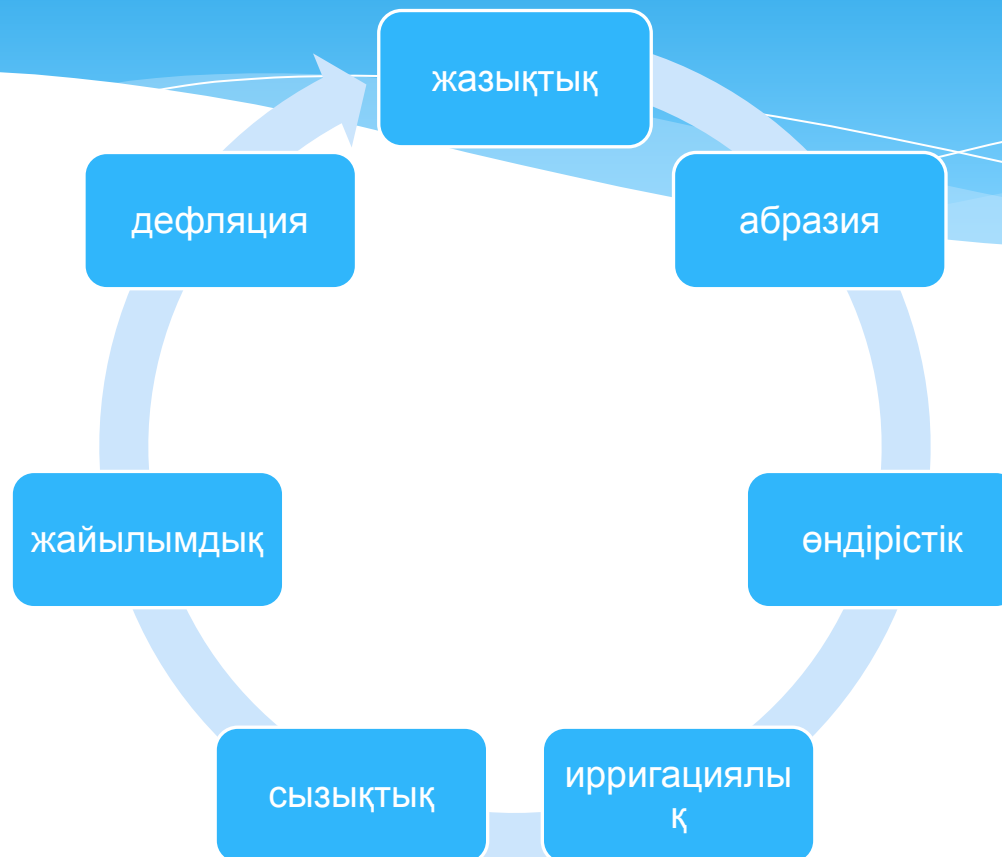 жазықтық
абразия
өндірістік
ирригациялы
қ
сызықтық
жайылымдық
дефляция